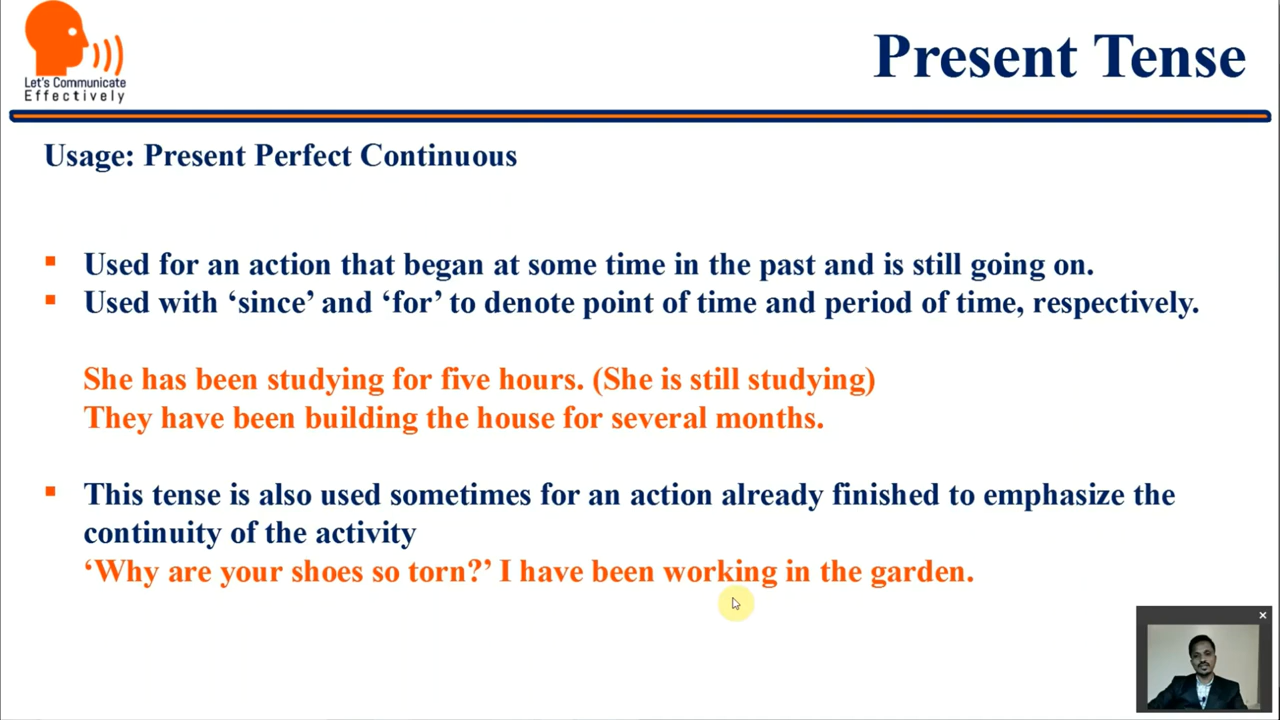 Let's Communicate
Effectively
Present Tense
Usage: Present Perfect Continuous
▪ Used for an action that began at some time in the past and is still going on.
▪ Used with ‘since’ and ‘for’ to denote point of time and period of time, respectively.
She has been studying for five hours. (She is still studying)
They have been building the house for several months.
▪ This tense is also used sometimes for an action already finished to emphasize the
continuity of the activity
‘Why are your shoes so torn?’ I have been working in the garden.